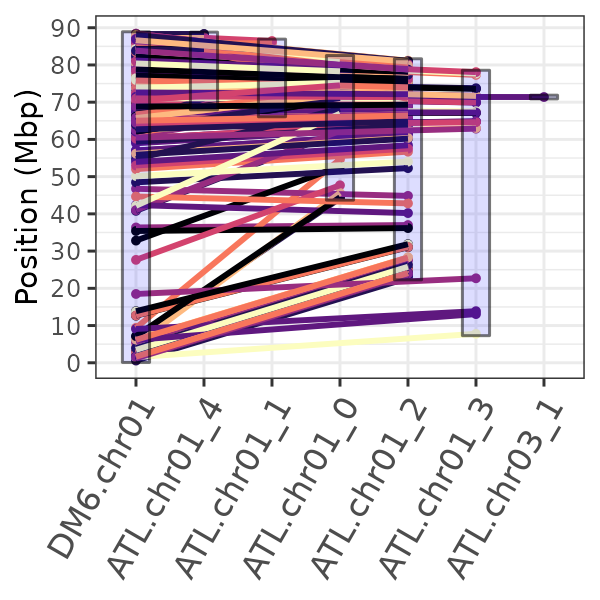 Position (Mbp)
90
80
70
60
50
40
30
20
10
0
DM6.chr01
ATL.chr01_4
ATL.chr01_1
ATL.chr01_0
ATL.chr01_2
ATL.chr01_3
ATL.chr03_1